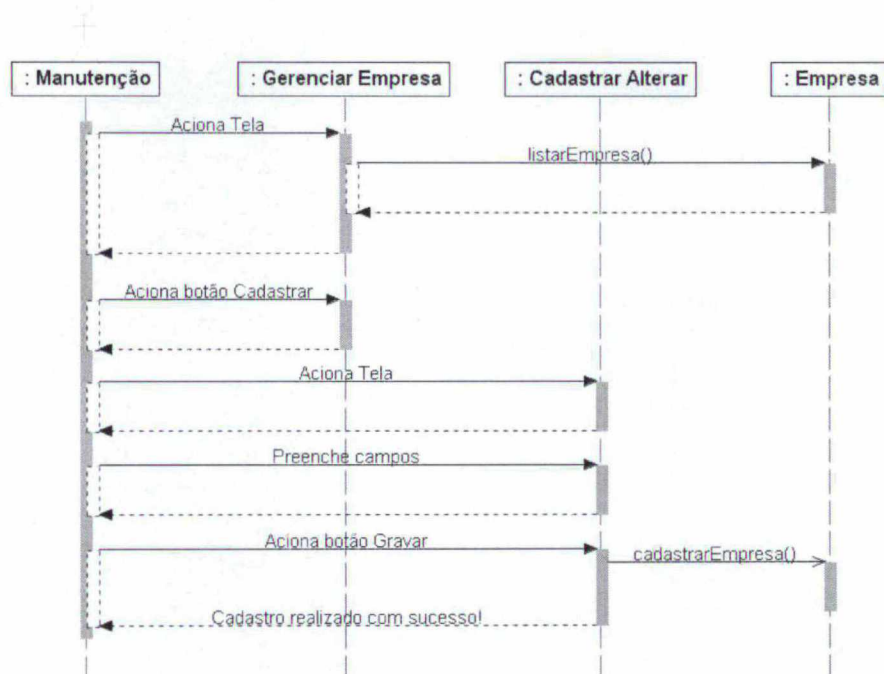 : Manutenção
: Gerenciar Empresa
: Cadastrar Alterar
: Empresa
Aciona Tela
listarEmpresa()
Aciona botão Cadastrar
Aciona Tela
Preenche campos
Aciona botão Gravar
cadastrarEmpresa()
Cadastro realizado com sucesso!